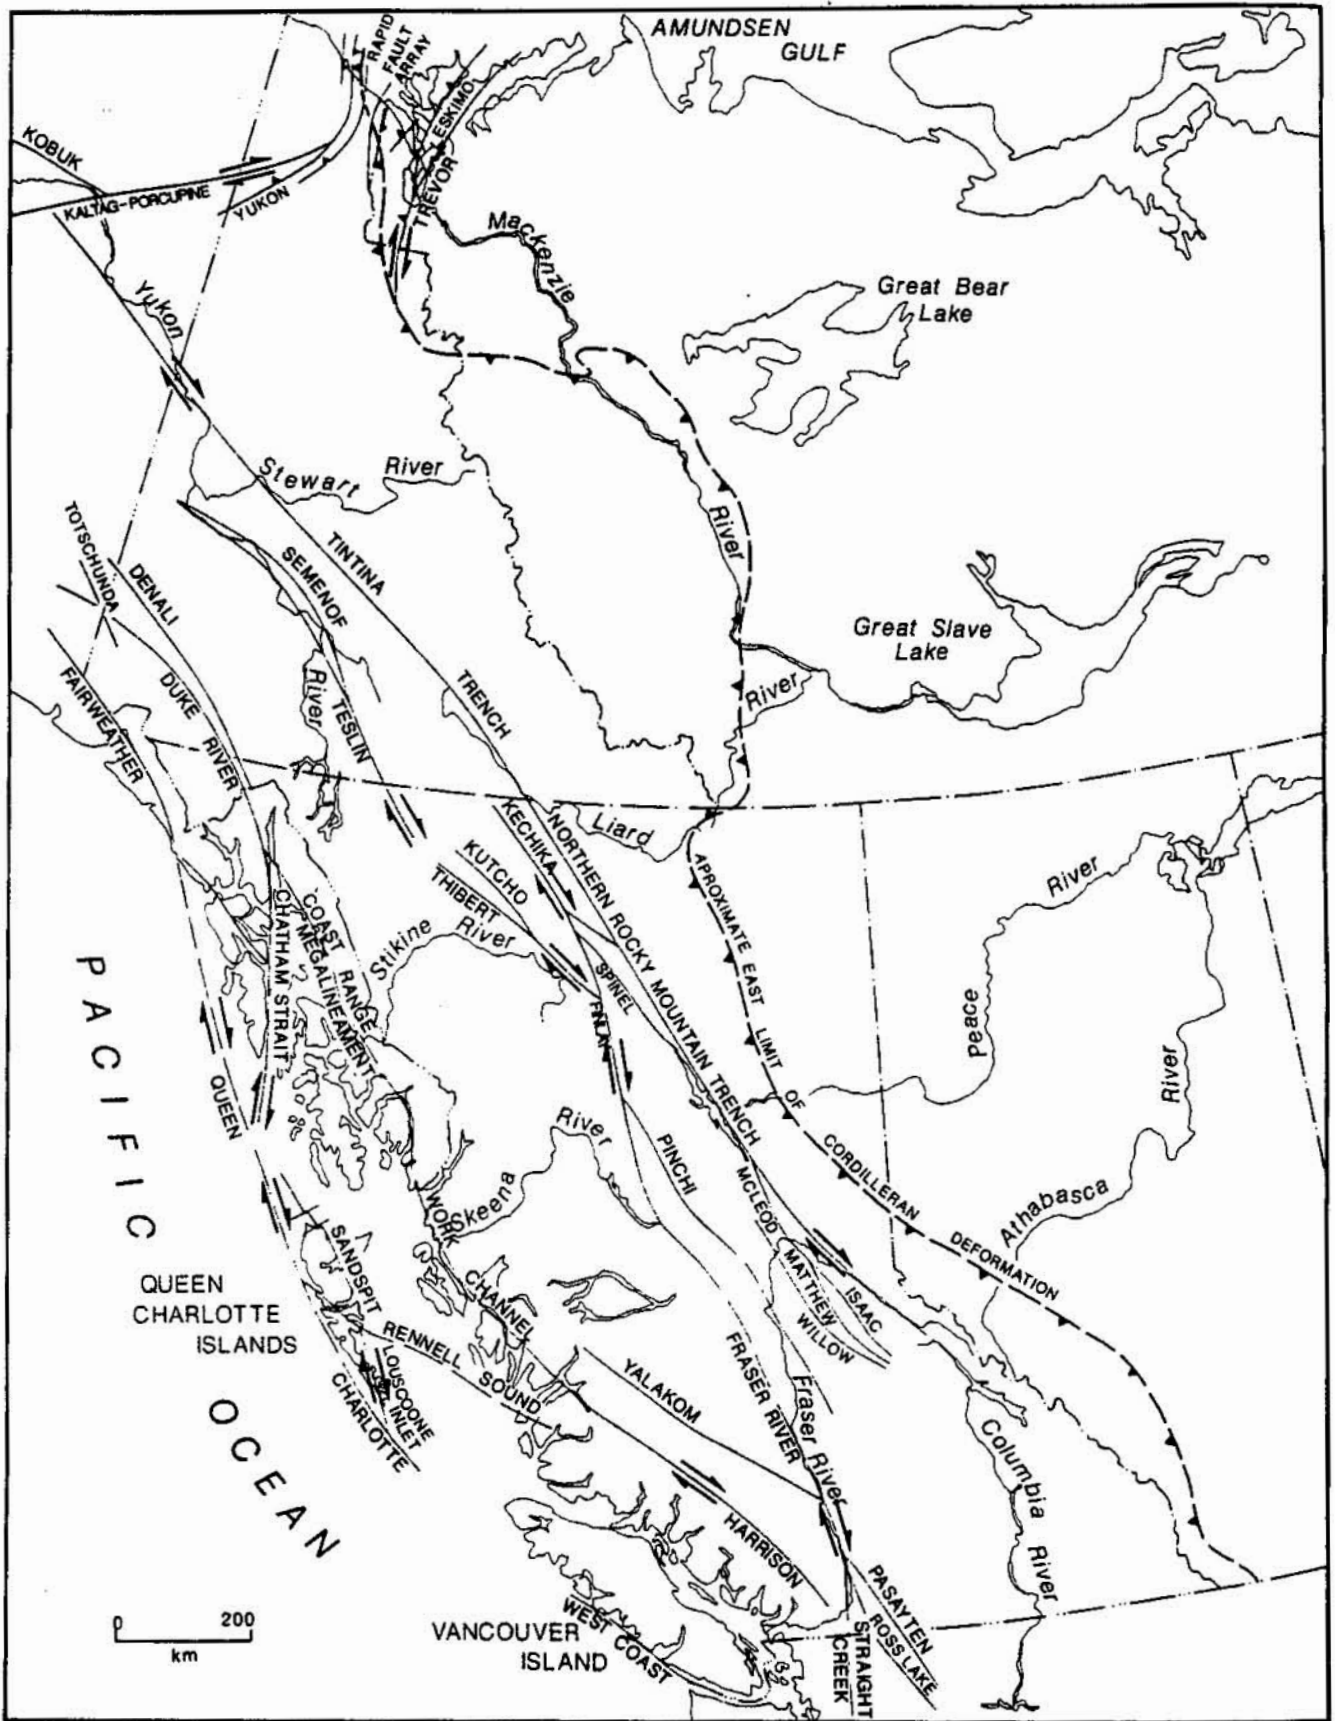 AMUNDSEN
GULF
RAPID
FAULT
ARRAY
ESKIMO
TREVOR
KOBUK
KALTAG-PORCUPINE
YUKON
Mackenzie
Yukon
Great Bear
Lake
Stewart River
River
TOTSCHUNDA
DENALI
SEMENOF
TINTINA
Great Slave
Lake
FAIRWEATHER
DUKE
RIVER
River
TESLIN
TRENCH
River
Liard
KECHIKA
NORTHERN ROCKY MOUNTAIN TRENCH
KUTCHO
THIBERT
APROXIMATE EAST LIMIT OF
CORDILLERAN
DEFORMATION
River
Peace
River
Athabasca
CHATHAM STRAIT
COAST RANGE
MEGALINEAMENT
Stikine River
SPINEL
FINLAY
PACIFIC
OCEAN
QUEEN
CHARLOTTE
River
Skeena
PINCHI
MCLEOD
WORK
CHANNEL
SANDSPIT
MATTHEW
ISAAC
WILLOW
QUEEN
CHARLOTTE
ISLANDS
RENNELL SOUND
LOUSCOONE
INLET
YALAKOM
FRASER RIVER
Fraser River
Columbia River
HARRISON
PASAYTEN
ROSS LAKE
STRAIGHT
CREEK
0 200
km
VANCOUVER
ISLAND
WEST COAST